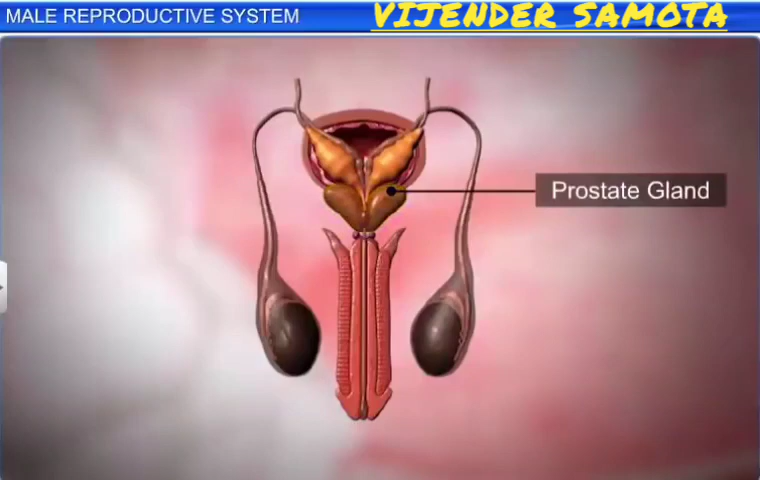 MALE REPRODUCTIVE SYSTEM
VIJENDER SAMOTA
Prostate Gland